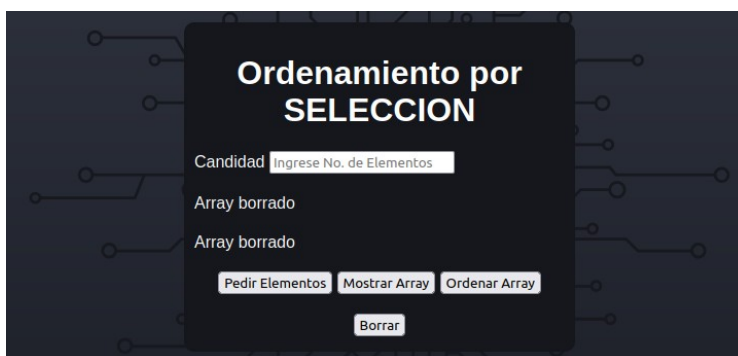 Ordenamiento por
SELECCION
Candidad Ingrese No. de Elementos
Array borrado
Array borrado
Pedir Elementos Mostrar Array Ordenar Array
Borrar